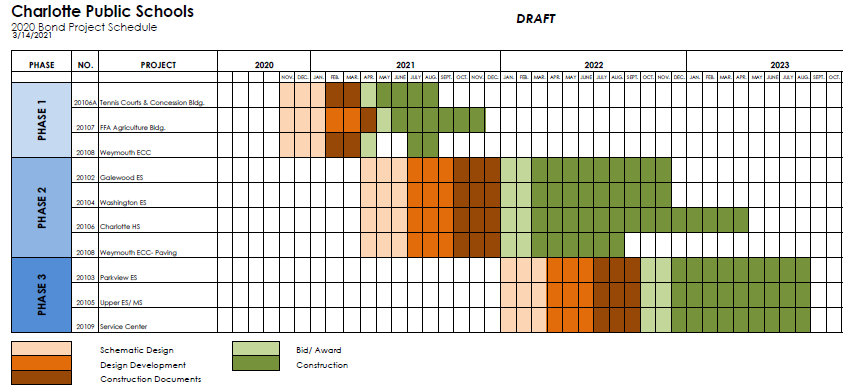 Charlotte Public Schools
2020 Bond Project Schedule
3/14/2021
DRAFT
PHASE NO. PROJECT 2020 2021 2022 2023
NOV. DEC. JAN. FEB. MAR. APR. MAY JUNE JULY AUG. SEPT. OCT. NOV. DEC. JAN. FEB. MAR. APR. MAY JUNE JULY AUG. SEPT. OCT. NOV. DEC. JAN. FEB. MAR. APR. MAY JUNE JULY AUG. SEPT. OCT.
PHASE 1
20106A Tennis Courts & Concession Bldg.
20107 FFA Agriculture Bldg.
20108 Weymouth ECC
PHASE 2
20102 Galewood ES
20104 Washington ES
20106 Charlotte HS
20108 Weymouth ECC- Paving
PHASE 3
20103 Parkview ES
20105 Upper ES/ MS
20109 Service Center
Schematic Design Bid/ Award
Design Development Construction
Construction Documents